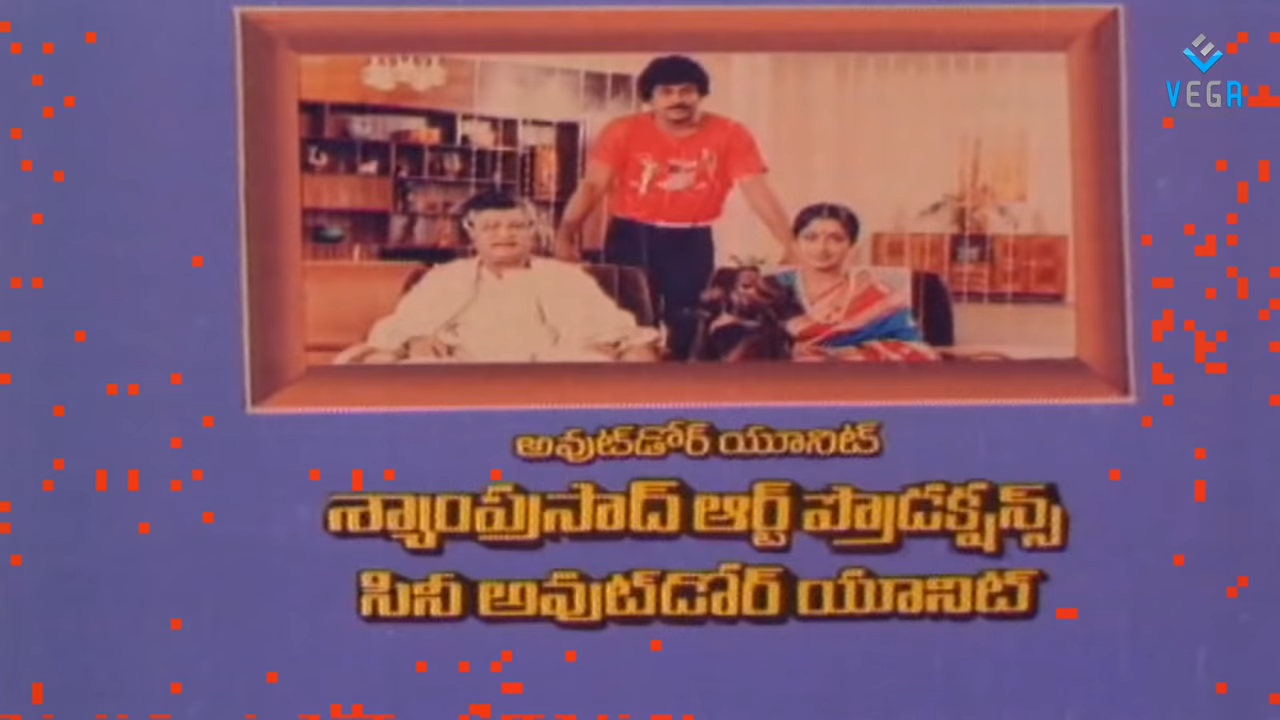 VEGA
అవుట్‌డోర్ యూనిట్
శ్యాంప్రసాద్ ఆర్ట్ ప్రొడక్షన్స్
సినీ అవుట్‌డోర్ యూనిట్